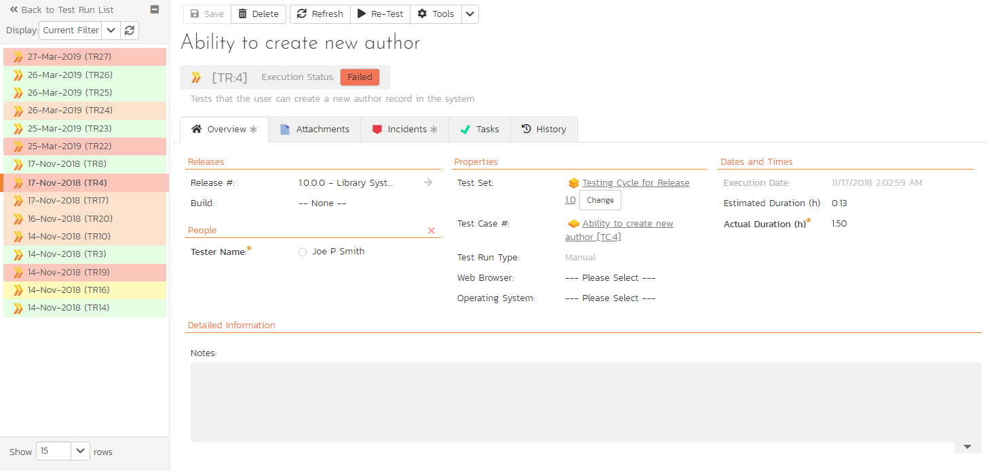 Back to Test Run List
Display: Current Filter
27-Mar-2019 (TR27)
26-Mar-2019 (TR26)
26-Mar-2019 (TR25)
26-Mar-2019 (TR24)
25-Mar-2019 (TR23)
25-Mar-2019 (TR22)
17-Nov-2018 (TR8)
17-Nov-2018 (TR4)
17-Nov-2018 (TR17)
16-Nov-2018 (TR20)
14-Nov-2018 (TR10)
14-Nov-2018 (TR3)
14-Nov-2018 (TR19)
14-Nov-2018 (TR16)
14-Nov-2018 (TR14)
Show 15 rows
Save Delete Refresh Re-Test Tools
Ability to create new author
[TR:4] Execution Status: Failed
Tests that the user can create a new author record in the system
Overview Attachments Incidents Tasks History
Releases
Release #: 1.0.0.0 - Library Syst...
Build: -- None --
People
Tester Name: Joe P Smith
Properties
Test Set: Testing Cycle for Release
1.0 Change
Test Case #: Ability to create new
author [TC:4]
Test Run Type: Manual
Web Browser: --- Please Select ---
Operating System: --- Please Select ---
Dates and Times
Execution Date: 11/17/2018 2:02:59 AM
Estimated Duration (h) 0.13
Actual Duration (h) 1.50
Detailed Information
Notes: